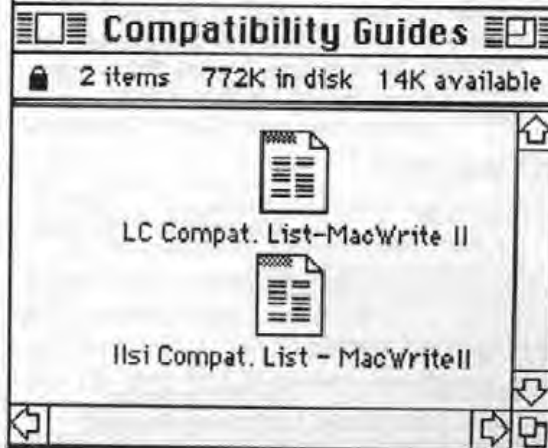 Compatibility Guides
2 items 772K in disk 14K available
LC Compat. List-MacWrite II
IIsi Compat. List - MacWriteII